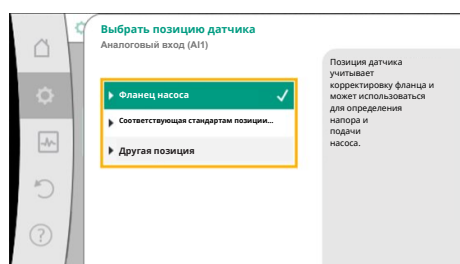 Выбрать позицию датчика
Аналоговый вход (AI1)
Фланец насоса
Соответствующая стандартам позиции...
Другая позиция
Позиция датчика
учитывает
корректировку фланца и
может использоваться
для определения
напора и
подачи
насоса.